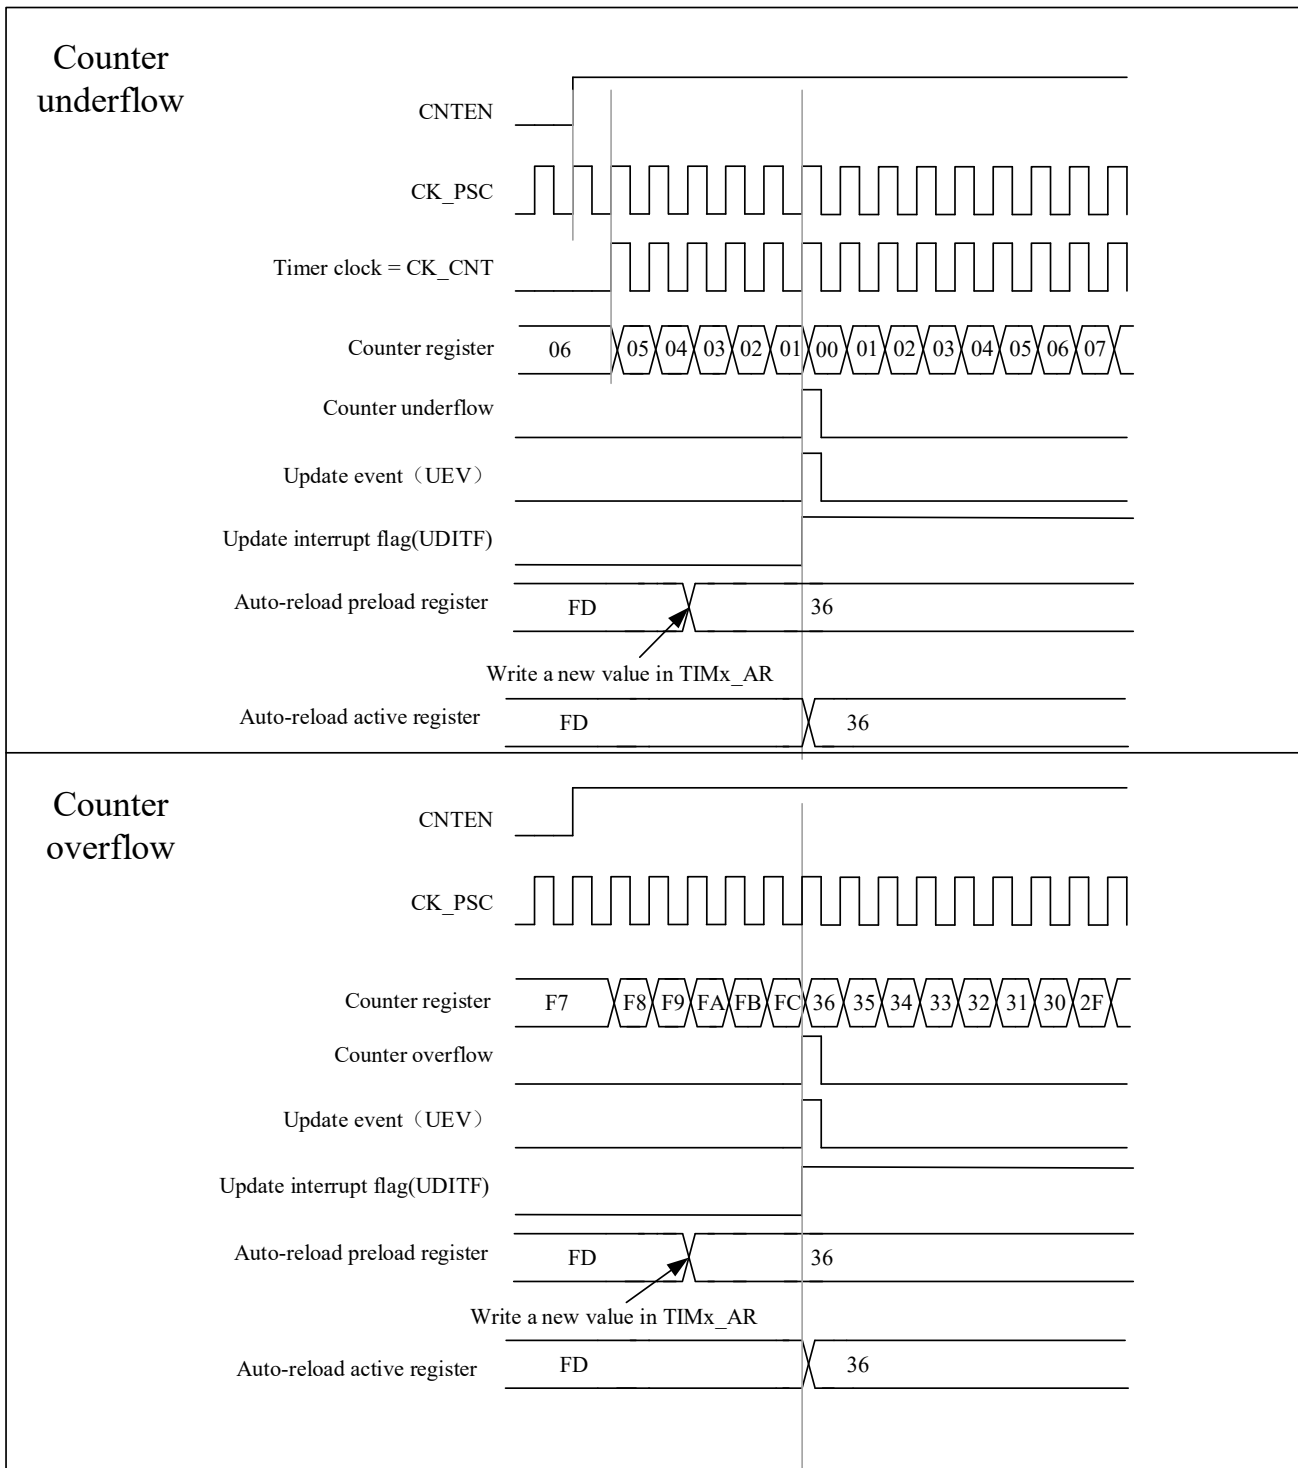 Counter
underflow
CNTEN
CK_PSC
Timer clock = CK_CNT
Counter register 06 05 04 03 02 01 00 01 02 03 04 05 06 07
Counter underflow
Update event（UEV）
Update interrupt flag(UDITF)
Auto-reload preload register FD 36
Write a new value in TIMx_AR
Auto-reload active register FD 36
Counter
overflow
CNTEN
CK_PSC
Counter register F7 F8 F9 FA FB FC 36 35 34 33 32 31 30 2F
Counter overflow
Update event（UEV）
Update interrupt flag(UDITF)
Auto-reload preload register FD 36
Write a new value in TIMx_AR
Auto-reload active register FD 36